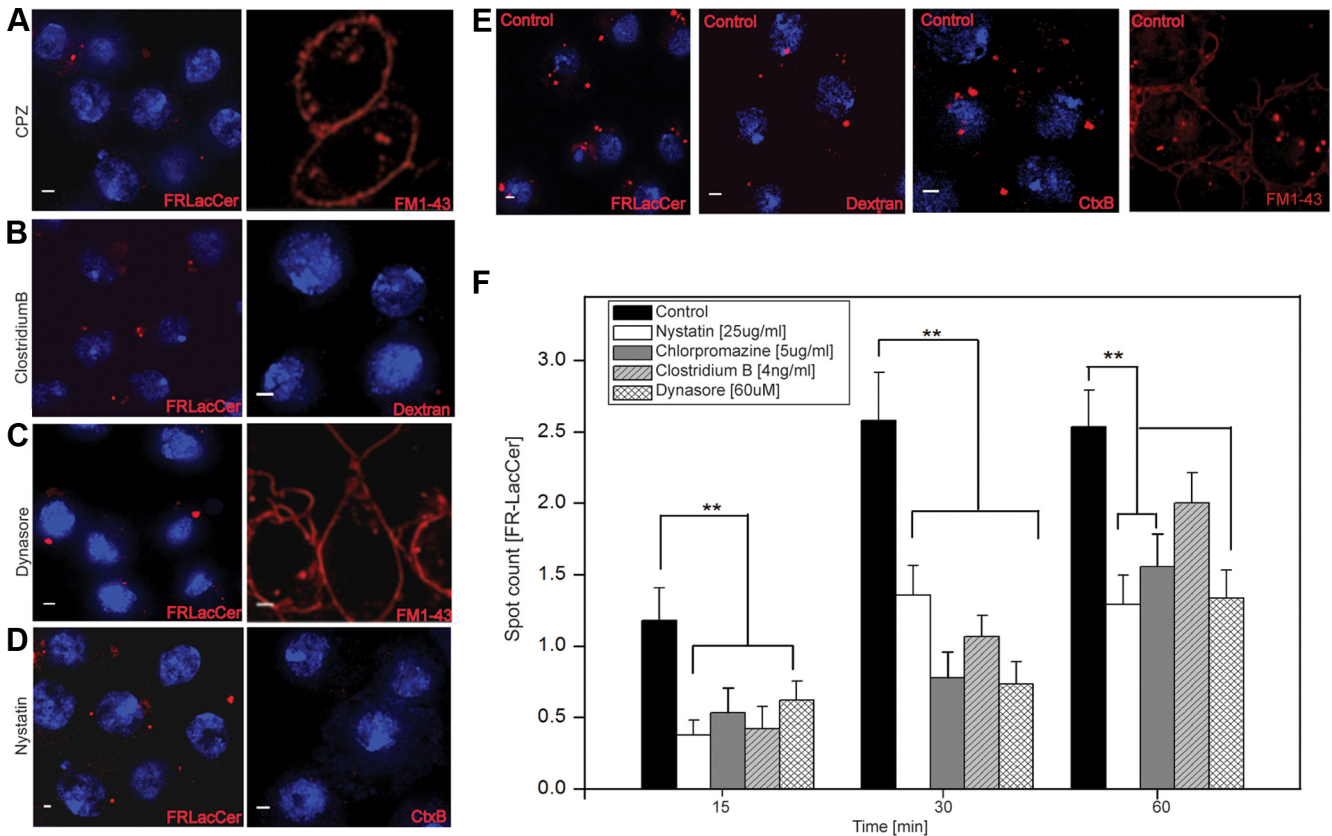 A
CPZ
FRLacCer
FM1-43
B
ClostridiumB
FRLacCer
Dextran
C
Dynasore
FRLacCer
FM1-43
D
Nystatin
FRLacCer
CtxB
E
Control
FRLacCer
Control
Dextran
Control
CtxB
Control
FM1-43
F
Control
Nystatin [25ug/ml]
Chlorpromazine [5ug/ml]
Clostridium B [4ng/ml]
Dynasore [60uM]
**
**
**
Spot count [FR-LacCer]
3.0
2.5
2.0
1.5
1.0
0.5
0.0
15
30
60
Time [min]